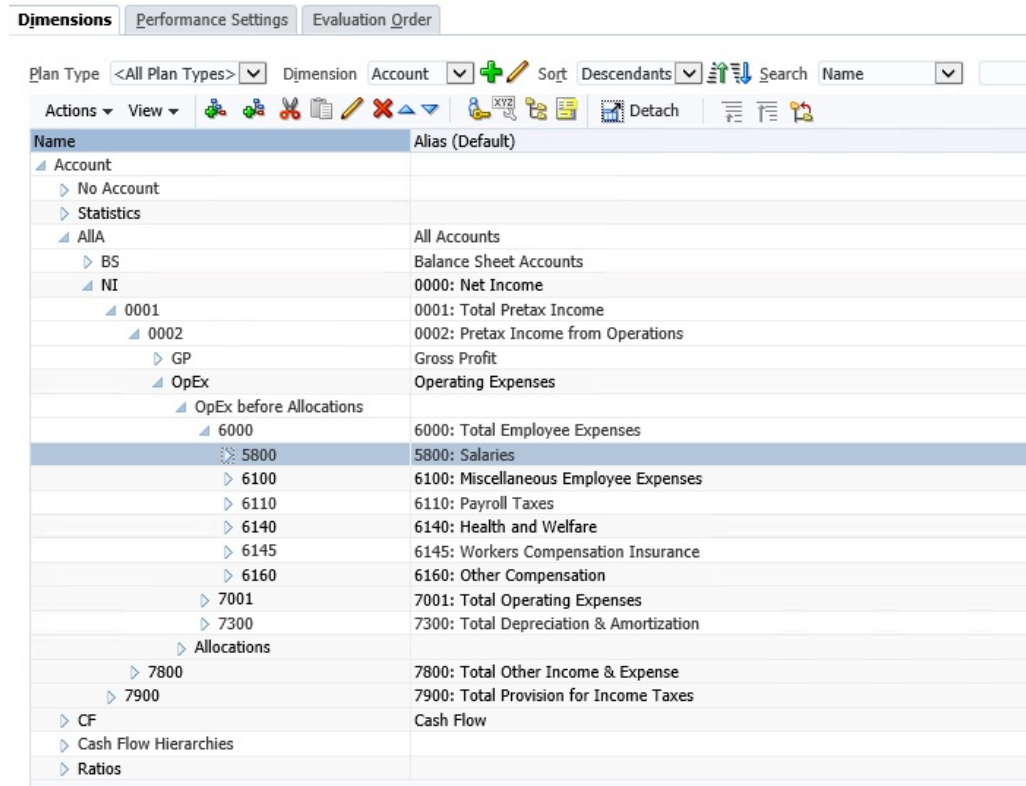 Dimensions Performance Settings Evaluation Order
Plan Type <All Plan Types> Dimension Account Sort Descendants Search Name
Actions View XYZ Detach
Name Alias (Default)
Account
No Account
Statistics
AllA All Accounts
BS Balance Sheet Accounts
NI 0000: Net Income
0001 0001: Total Pretax Income
0002 0002: Pretax Income from Operations
GP Gross Profit
OpEx Operating Expenses
OpEx before Allocations
6000 6000: Total Employee Expenses
5800 5800: Salaries
6100 6100: Miscellaneous Employee Expenses
6110 6110: Payroll Taxes
6140 6140: Health and Welfare
6145 6145: Workers Compensation Insurance
6160 6160: Other Compensation
7001 7001: Total Operating Expenses
7300 7300: Total Depreciation & Amortization
Allocations
7800 7800: Total Other Income & Expense
7900 7900: Total Provision for Income Taxes
CF Cash Flow
Cash Flow Hierarchies
Ratios